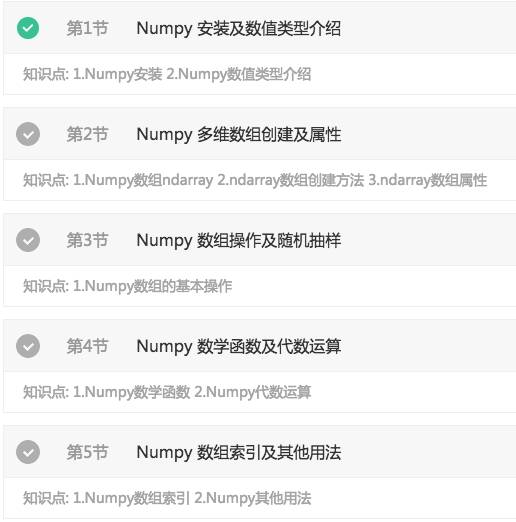 第1节 Numpy 安装及数值类型介绍
知识点: 1.Numpy安装 2.Numpy数值类型介绍
第2节 Numpy 多维数组创建及属性
知识点: 1.Numpy数组ndarray 2.ndarray数组创建方法 3.ndarray数组属性
第3节 Numpy 数组操作及随机抽样
知识点: 1.Numpy数组的基本操作
第4节 Numpy 数学函数及代数运算
知识点: 1.Numpy数学函数 2.Numpy代数运算
第5节 Numpy 数组索引及其他用法
知识点: 1.Numpy数组索引 2.Numpy其他用法